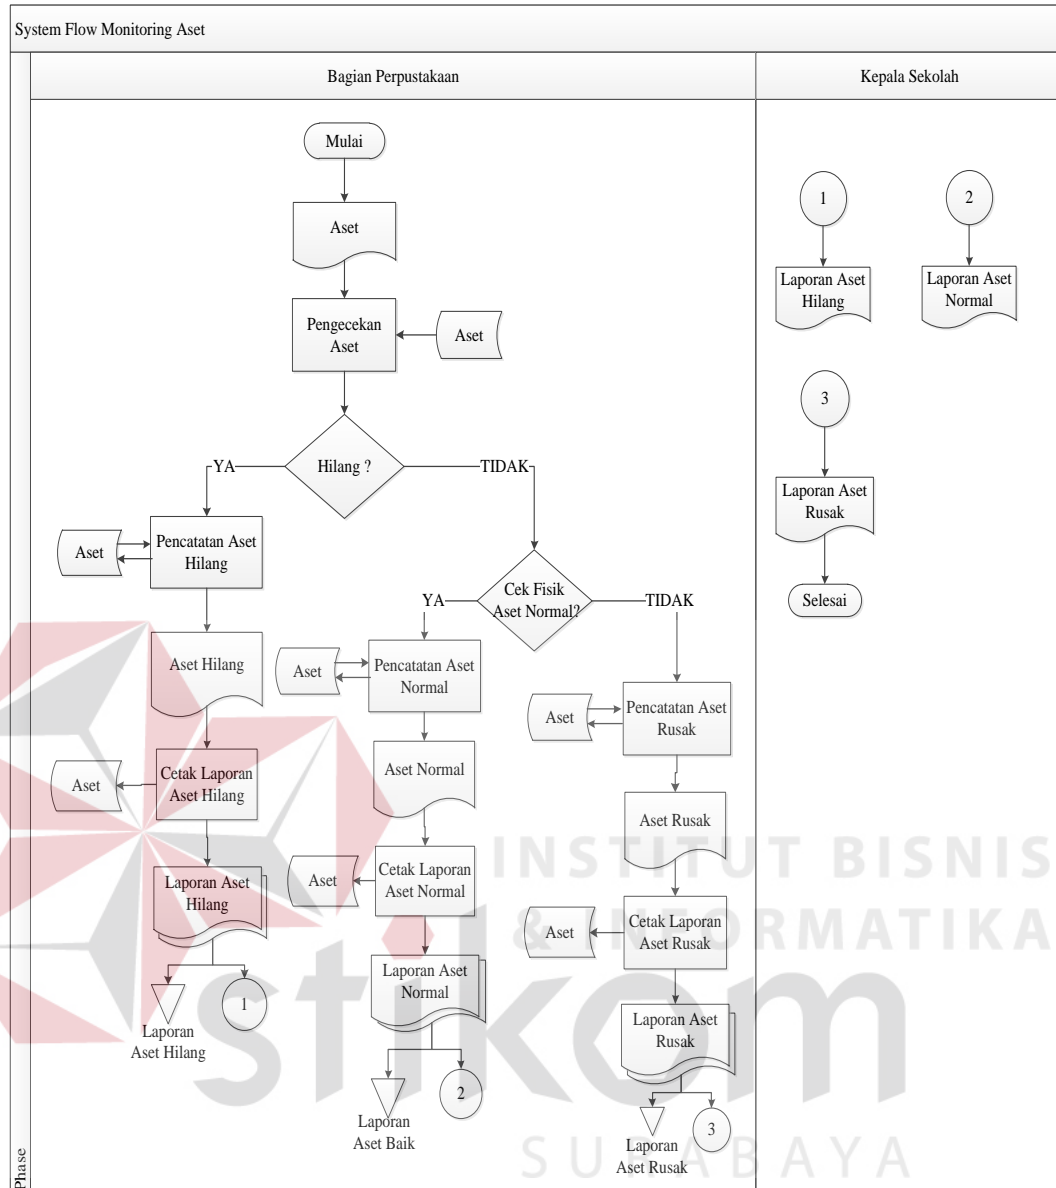 System Flow Monitoring Aset
Bagian Perpustakaan
Kepala Sekolah
Phase
Mulai
Aset
Pengecekan
Aset
Aset
Hilang ?
YA
TIDAK
Aset
Pencatatan Aset
Hilang
Aset Hilang
Aset
Cetak Laporan
Aset Hilang
Laporan Aset
Hilang
Laporan
Aset Hilang
1
Cek Fisik
Aset Normal?
YA
TIDAK
Aset
Pencatatan Aset
Normal
Aset Normal
Aset
Cetak Laporan
Aset Normal
Laporan Aset
Normal
Laporan
Aset Baik
2
Aset
Pencatatan Aset
Rusak
Aset Rusak
Aset
Cetak Laporan
Aset Rusak
Laporan Aset
Rusak
Laporan
Aset Rusak
3
1
Laporan Aset
Hilang
2
Laporan Aset
Normal
3
Laporan Aset
Rusak
Selesai
INSTITUT BISNIS
& INFORMATIKA
stikom
SURABAYA